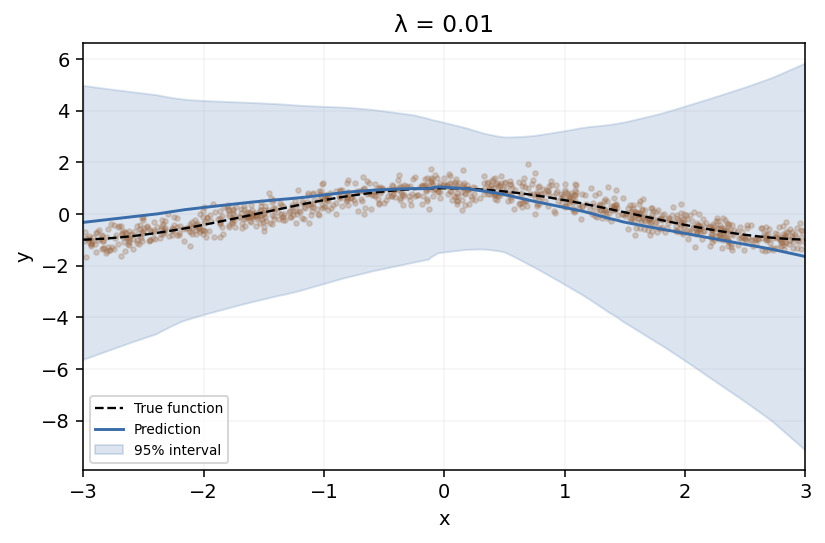 λ = 0.01
y
6
4
2
0
−2
−4
−6
−8
True function
Prediction
95% interval
−3
−2
−1
0
1
2
3
x